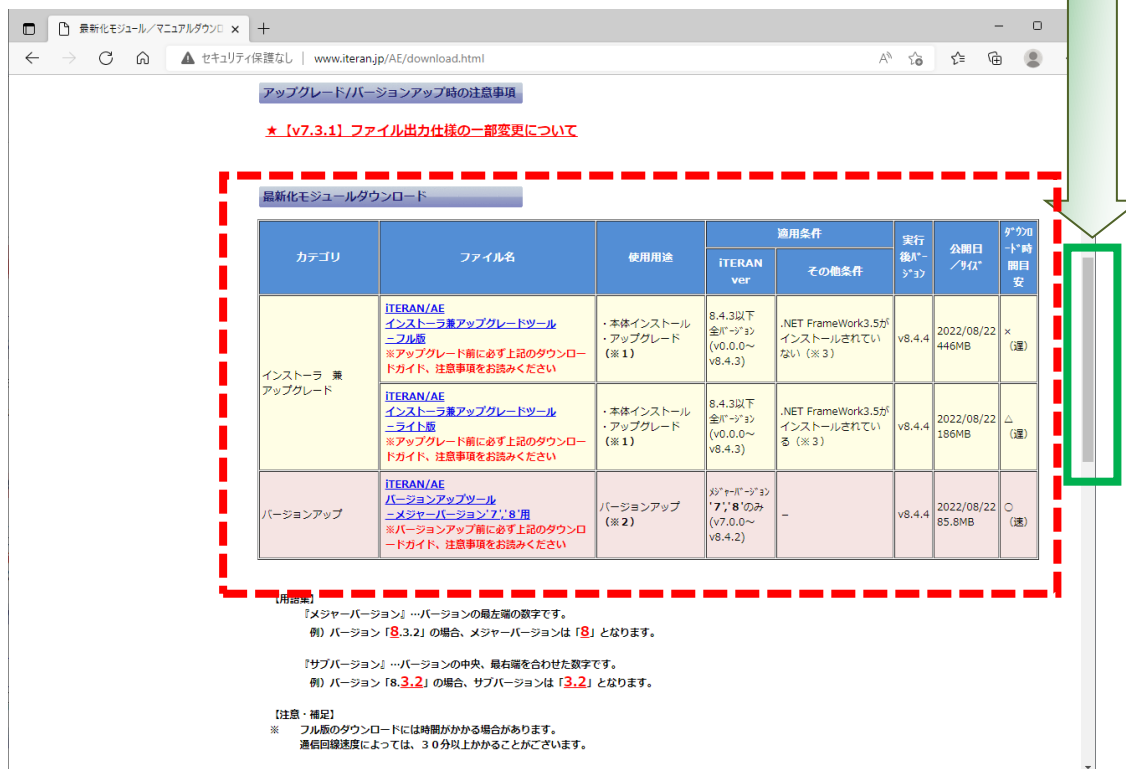 最新化モジュール／マニュアルダウンロ
セキュリティ保護なし | www.iteran.jp/AE/download.html
アップグレード/バージョンアップ時の注意事項
★【v7.3.1】ファイル出力仕様の一部変更について
最新化モジュールダウンロード
カテゴリ
ファイル名
使用用途
適用条件
iTERAN
ver
その他条件
実行
後ﾊﾞｰ
ｼﾞｮﾝ
公開日
／ｻｲｽﾞ
ﾀﾞｳﾝﾛ
ｰﾄﾞ時
間目
安
インストーラ　兼
アップグレード
iTERAN/AE
インストーラ兼アップグレードツール
－フル版
※アップグレード前に必ず上記のダウンロー
ドガイド、注意事項をお読みください
・本体インストール
・アップグレード
（※１）
8.4.3以下
全ﾊﾞｰｼﾞｮﾝ
(v0.0.0～
v8.4.3)
.NET FrameWork3.5が
インストールされてい
ない（※３）
v8.4.4
2022/08/22
446MB
×
（遅）
iTERAN/AE
インストーラ兼アップグレードツール
－ライト版
※アップグレード前に必ず上記のダウンロー
ドガイド、注意事項をお読みください
・本体インストール
・アップグレード
（※１）
8.4.3以下
全ﾊﾞｰｼﾞｮﾝ
(v0.0.0～
v8.4.3)
.NET FrameWork3.5が
インストールされてい
る（※３）
v8.4.4
2022/08/22
186MB
△
（遅）
バージョンアップ
iTERAN/AE
バージョンアップツール
－メジャーバージョン'７','８'用
※バージョンアップ前に必ず上記のダウンロ
ードガイド、注意事項をお読みください
バージョンアップ
（※２）
ﾒｼﾞｬｰﾊﾞｰｼﾞｮﾝ
'７','８'のみ
(v7.0.0～
v8.4.2)
－
v8.4.4
2022/08/22
85.8MB
○
（速）
【用語集】
『メジャーバージョン』…バージョンの最左端の数字です。
例）バージョン「8.3.2」の場合、メジャーバージョンは「8」となります。
『サブバージョン』…バージョンの中央、最右端を合わせた数字です。
例）バージョン「8.3.2」の場合、サブバージョンは「3.2」となります。
【注意・補足】
※　フル版のダウンロードには時間がかかる場合があります。
通信回線速度によっては、３０分以上かかることがございます。